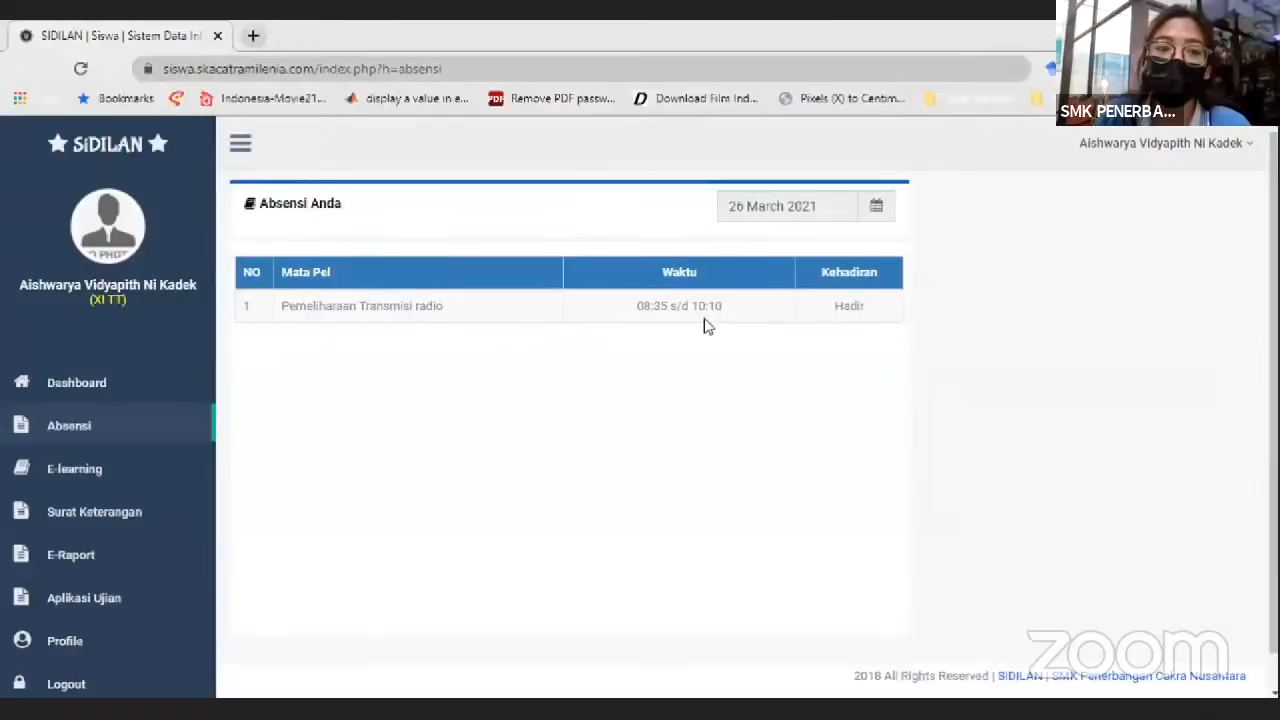 SIDILAN | Siswa | Sistem Data Inf
siswa.skacatramilenia.com/index.php?h=absensi
Bookmarks
Indonesia-Movie21...
display a value in e...
PDF
Remove PDF passw...
D
Download Film Ind...
Pixels (X) to Centim...
SMK PENERBA...
SiDILAN
Aishwarya Vidyapith Ni Kadek
Absensi Anda
26 March 2021
Aishwarya Vidyapith Ni Kadek
(XI TT)
NO Mata Pel Waktu Kehadiran
1 Pemeliharaan Transmisi radio 08:35 s/d 10:10 Hadir
Dashboard
Absensi
E-learning
Surat Keterangan
E-Raport
Aplikasi Ujian
Profile
Logout
zoom
2018 All Rights Reserved | SIDILAN | SMK Penerbangan Cakra Nusantara